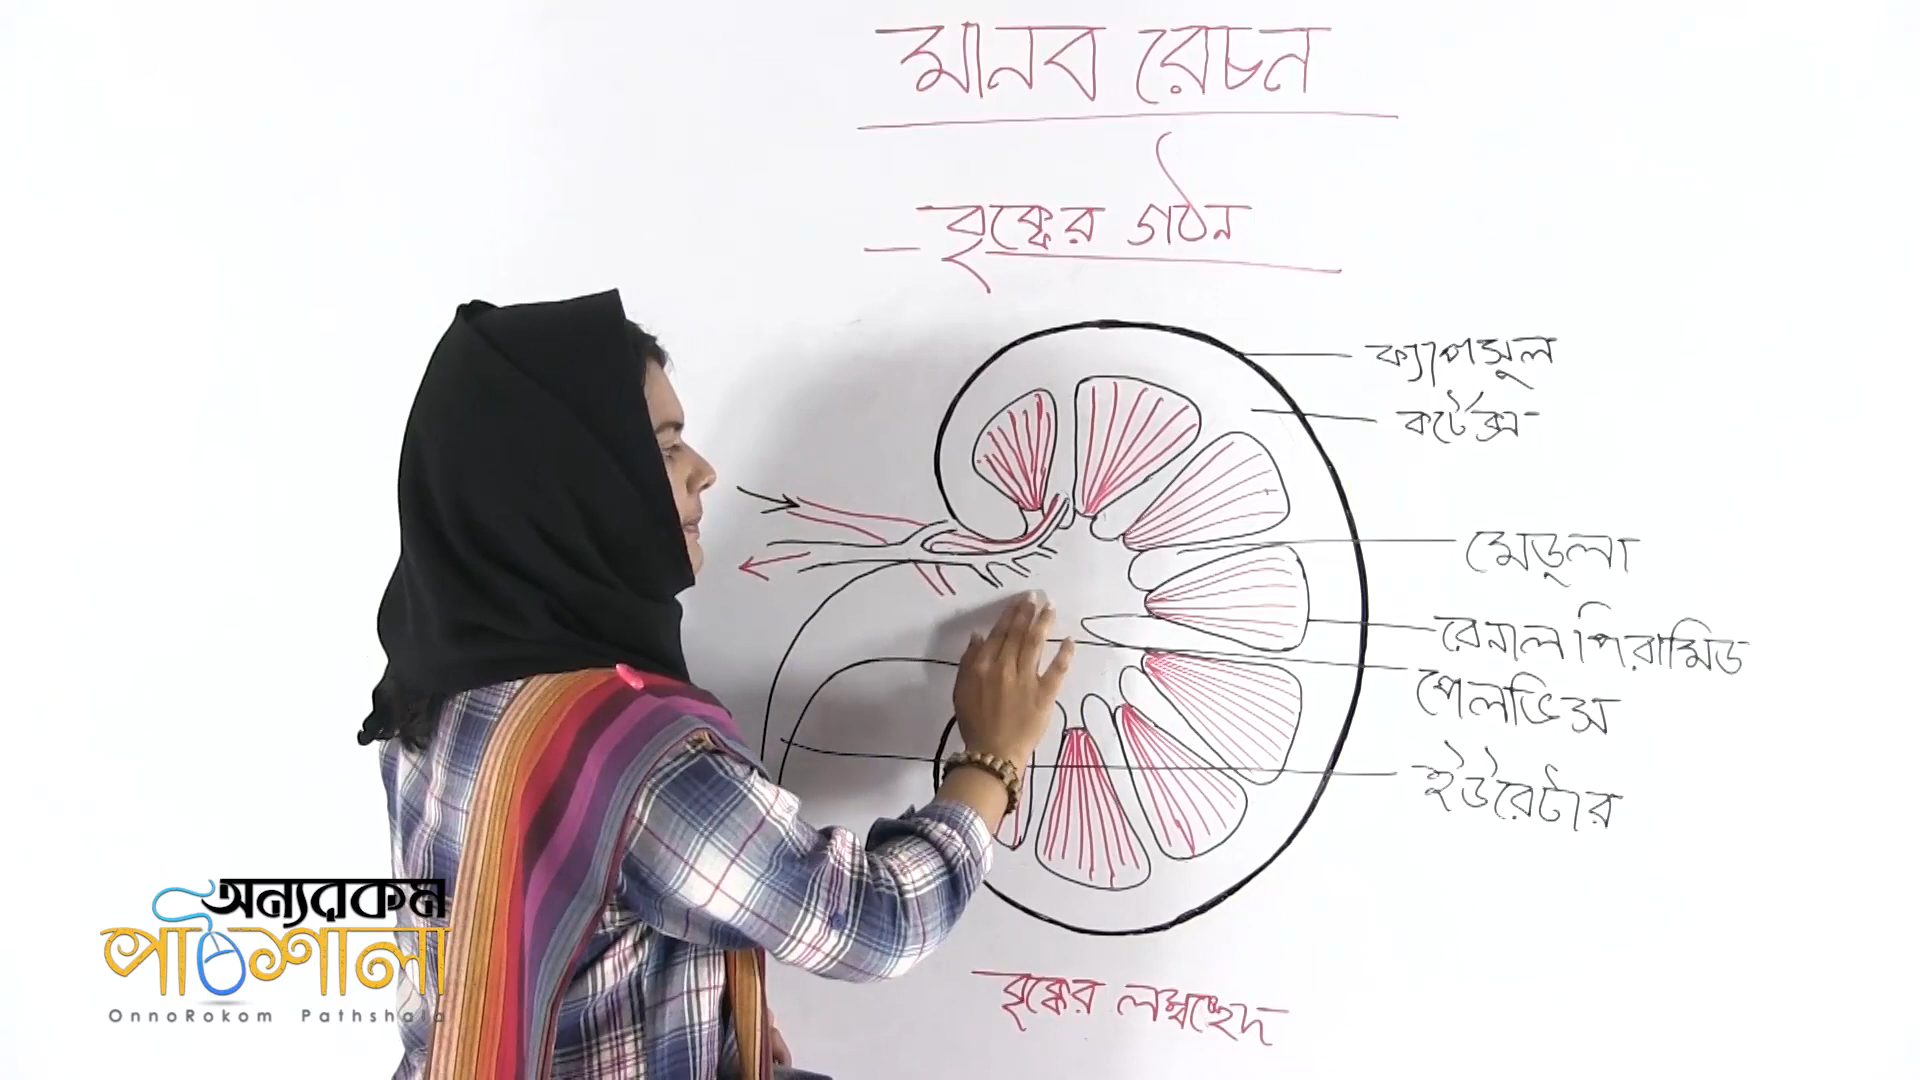 মানব রেচন
বৃক্কের গঠন
ক্যাপসুল
কর্টেক্স
মেডুলা
রেনাল পিরামিড
পেলভিস
ইউরেটার
বৃক্কের লম্বচ্ছেদ
অন্যরকম
পাঠশালা
OnnoRokom Pathshala